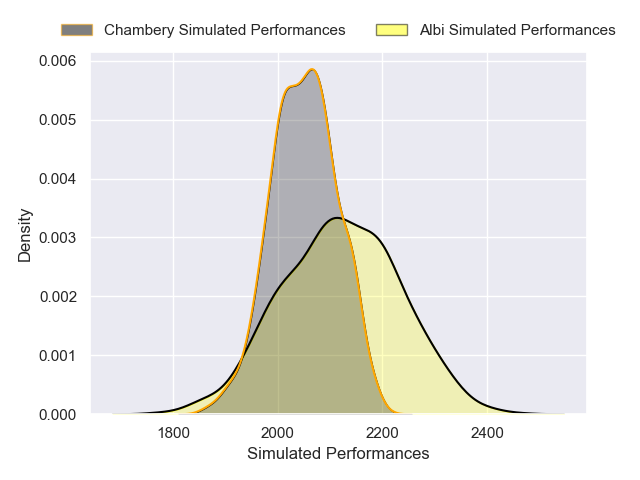 Chambery Simulated Performances
Albi Simulated Performances
0.006
0.005
0.004
0.003
0.002
0.001
0.000
Density
1800
2000
2200
2400
Simulated Performances